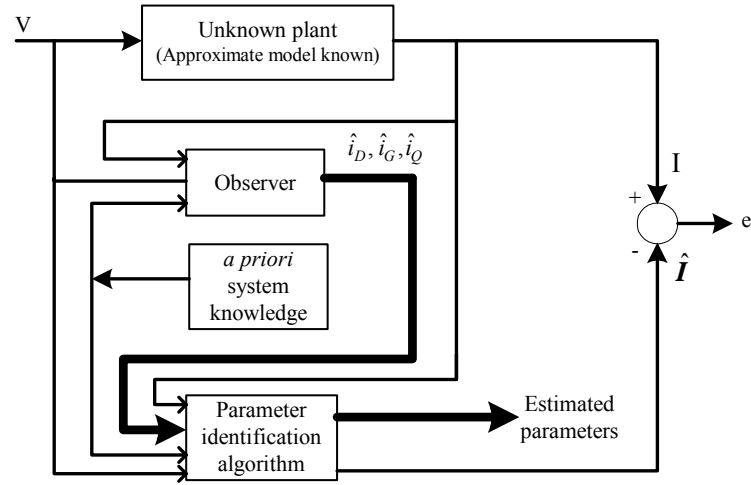 V
Unknown plant
(Approximate model known)
î_D, î_G, î_Q
Observer
I
+
e
-
Î
a priori
system
knowledge
Parameter
identification
algorithm
Estimated
parameters